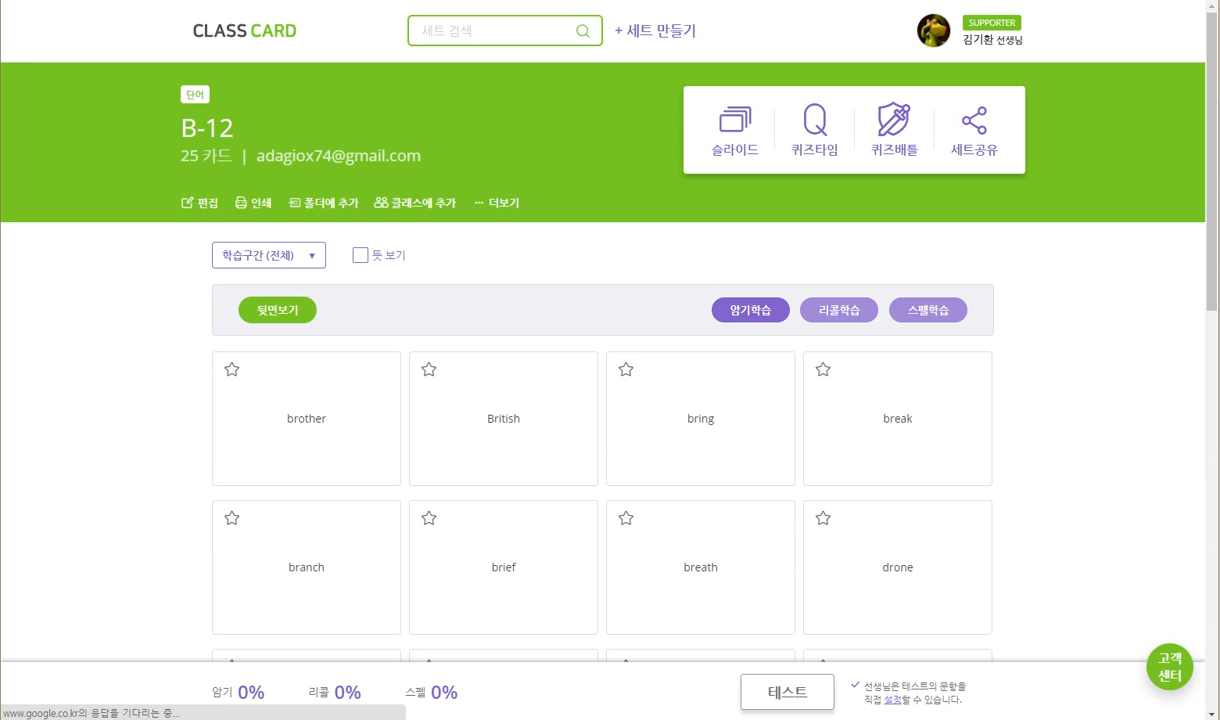 CLASS CARD
세트 검색
+ 세트 만들기
SUPPORTER
김기환 선생님
단어
B-12
25 카드 | adagiox74@gmail.com
슬라이드
퀴즈타임
퀴즈배틀
세트공유
편집
인쇄
폴더에 추가
클래스에 추가
··· 더보기
학습구간 (전체) ▼
뜻 보기
뒷면보기
암기학습
리콜학습
스펠학습
brother
British
bring
break
branch
brief
breath
drone
고객
센터
암기 0%
리콜 0%
스펠 0%
테스트
선생님은 테스트의 문항을
직접 설정할 수 있습니다.
www.google.co.kr의 응답을 기다리는 중...